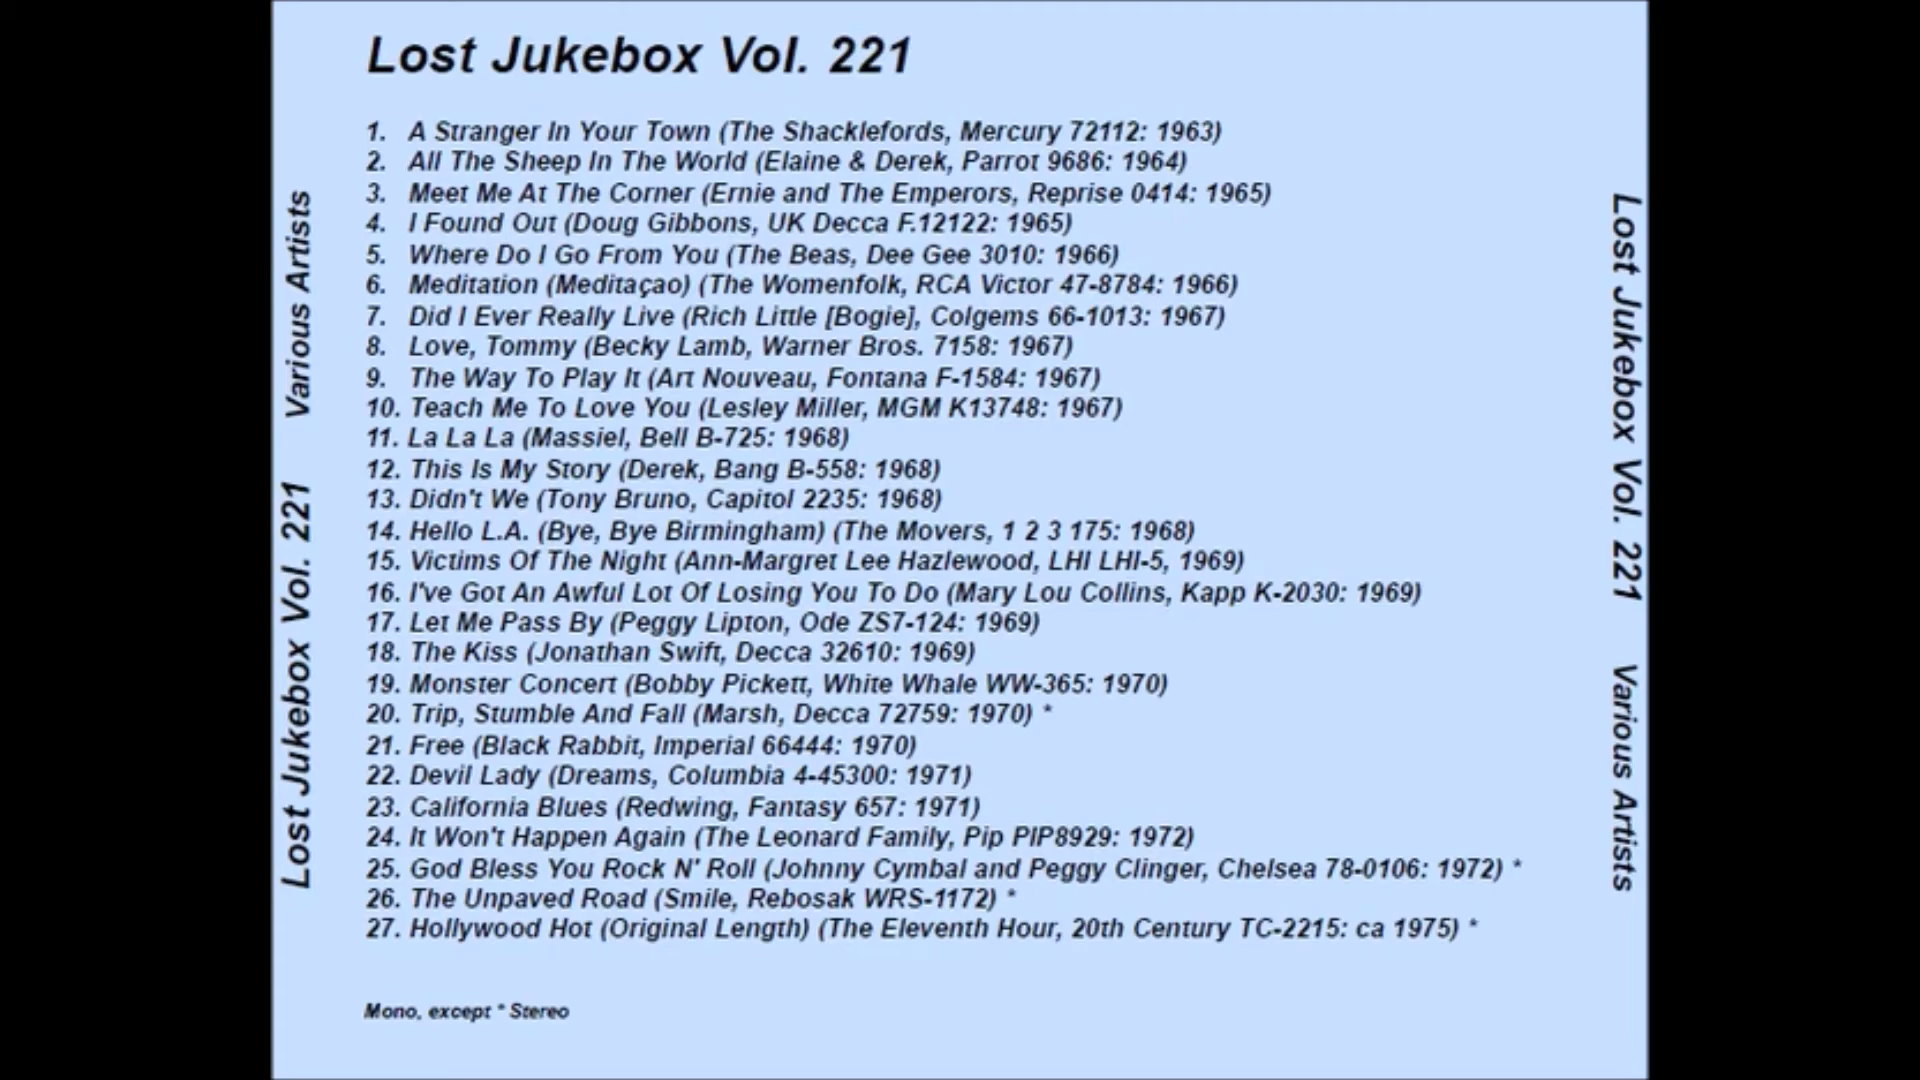 Lost Jukebox Vol. 221
1. A Stranger In Your Town (The Shacklefords, Mercury 72112: 1963)
2. All The Sheep In The World (Elaine & Derek, Parrot 9686: 1964)
3. Meet Me At The Corner (Ernie and The Emperors, Reprise 0414: 1965)
4. I Found Out (Doug Gibbons, UK Decca F.12122: 1965)
5. Where Do I Go From You (The Beas, Dee Gee 3010: 1966)
6. Meditation (Meditaçao) (The Womenfolk, RCA Victor 47-8784: 1966)
7. Did I Ever Really Live (Rich Little [Bogie], Colgems 66-1013: 1967)
8. Love, Tommy (Becky Lamb, Warner Bros. 7158: 1967)
9. The Way To Play It (Art Nouveau, Fontana F-1584: 1967)
10. Teach Me To Love You (Lesley Miller, MGM K13748: 1967)
11. La La La (Massiel, Bell B-725: 1968)
12. This Is My Story (Derek, Bang B-558: 1968)
13. Didn't We (Tony Bruno, Capitol 2235: 1968)
14. Hello L.A. (Bye, Bye Birmingham) (The Movers, 1 2 3 175: 1968)
15. Victims Of The Night (Ann-Margret Lee Hazlewood, LHI LHI-5, 1969)
16. I've Got An Awful Lot Of Losing You To Do (Mary Lou Collins, Kapp K-2030: 1969)
17. Let Me Pass By (Peggy Lipton, Ode ZS7-124: 1969)
18. The Kiss (Jonathan Swift, Decca 32610: 1969)
19. Monster Concert (Bobby Pickett, White Whale WW-365: 1970)
20. Trip, Stumble And Fall (Marsh, Decca 72759: 1970) *
21. Free (Black Rabbit, Imperial 66444: 1970)
22. Devil Lady (Dreams, Columbia 4-45300: 1971)
23. California Blues (Redwing, Fantasy 657: 1971)
24. It Won't Happen Again (The Leonard Family, Pip PIP8929: 1972)
25. God Bless You Rock N' Roll (Johnny Cymbal and Peggy Clinger, Chelsea 78-0106: 1972) *
26. The Unpaved Road (Smile, Rebosak WRS-1172) *
27. Hollywood Hot (Original Length) (The Eleventh Hour, 20th Century TC-2215: ca 1975) *
Mono, except * Stereo
Lost Jukebox Vol. 221 Various Artists
Lost Jukebox Vol. 221 Various Artists